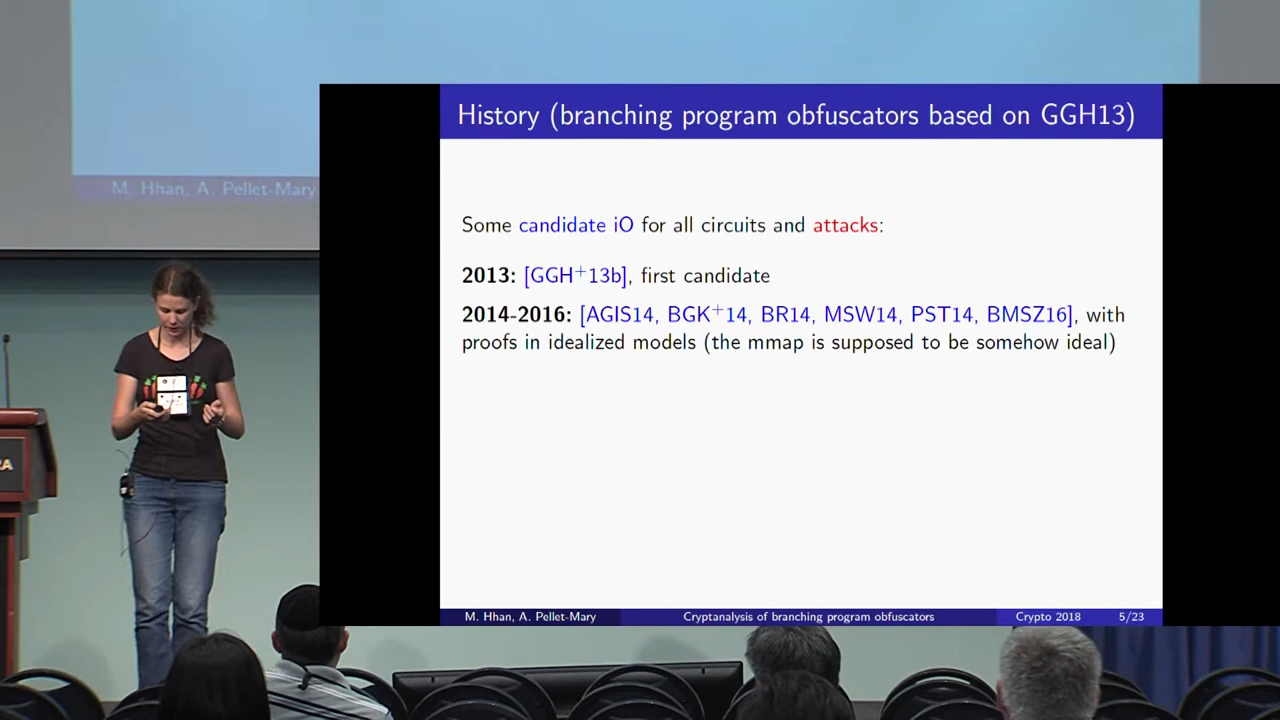 M. Hhan, A. Pellet-Mary
History (branching program obfuscators based on GGH13)
Some candidate iO for all circuits and attacks:
2013: [GGH+13b], first candidate
2014-2016: [AGIS14, BGK+14, BR14, MSW14, PST14, BMSZ16], with
proofs in idealized models (the mmap is supposed to be somehow ideal)
M. Hhan, A. Pellet-Mary Cryptanalysis of branching program obfuscators Crypto 2018 5/23